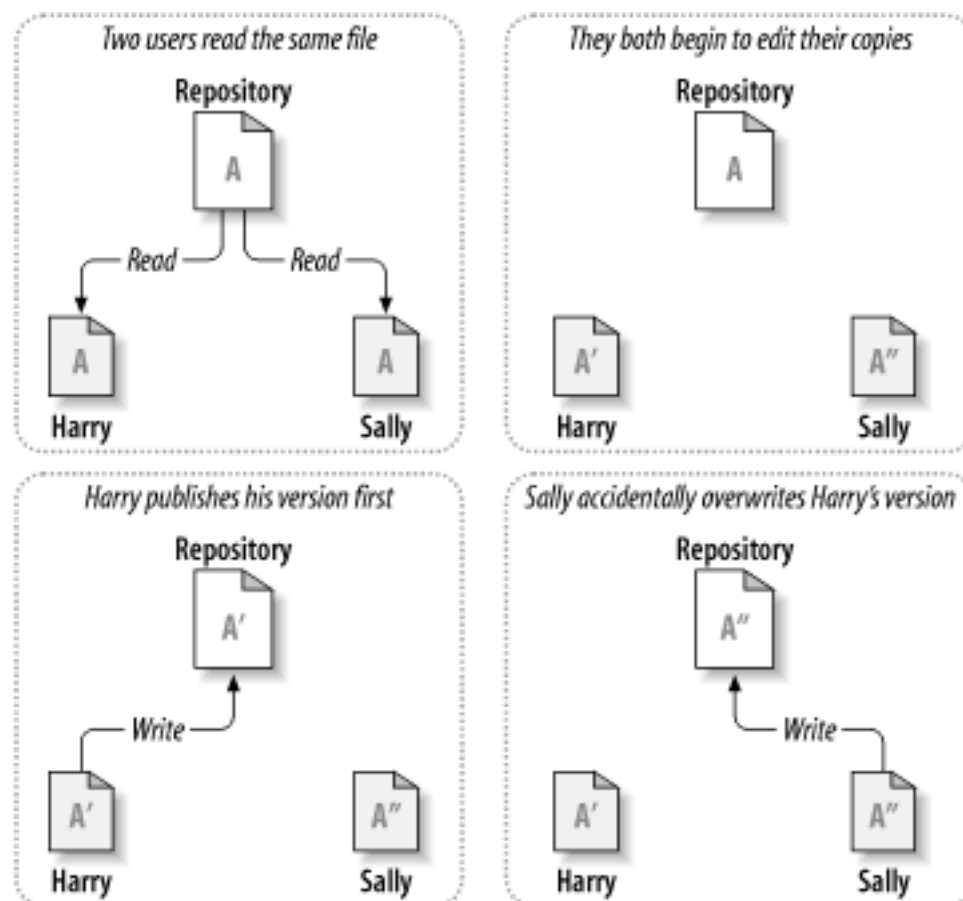 Two users read the same file
Repository
A
Read Read
A A
Harry Sally
They both begin to edit their copies
Repository
A
A′ A″
Harry Sally
Harry publishes his version first
Repository
A′
Write
A′ A″
Harry Sally
Sally accidentally overwrites Harry's version
Repository
A″
Write
A′ A″
Harry Sally